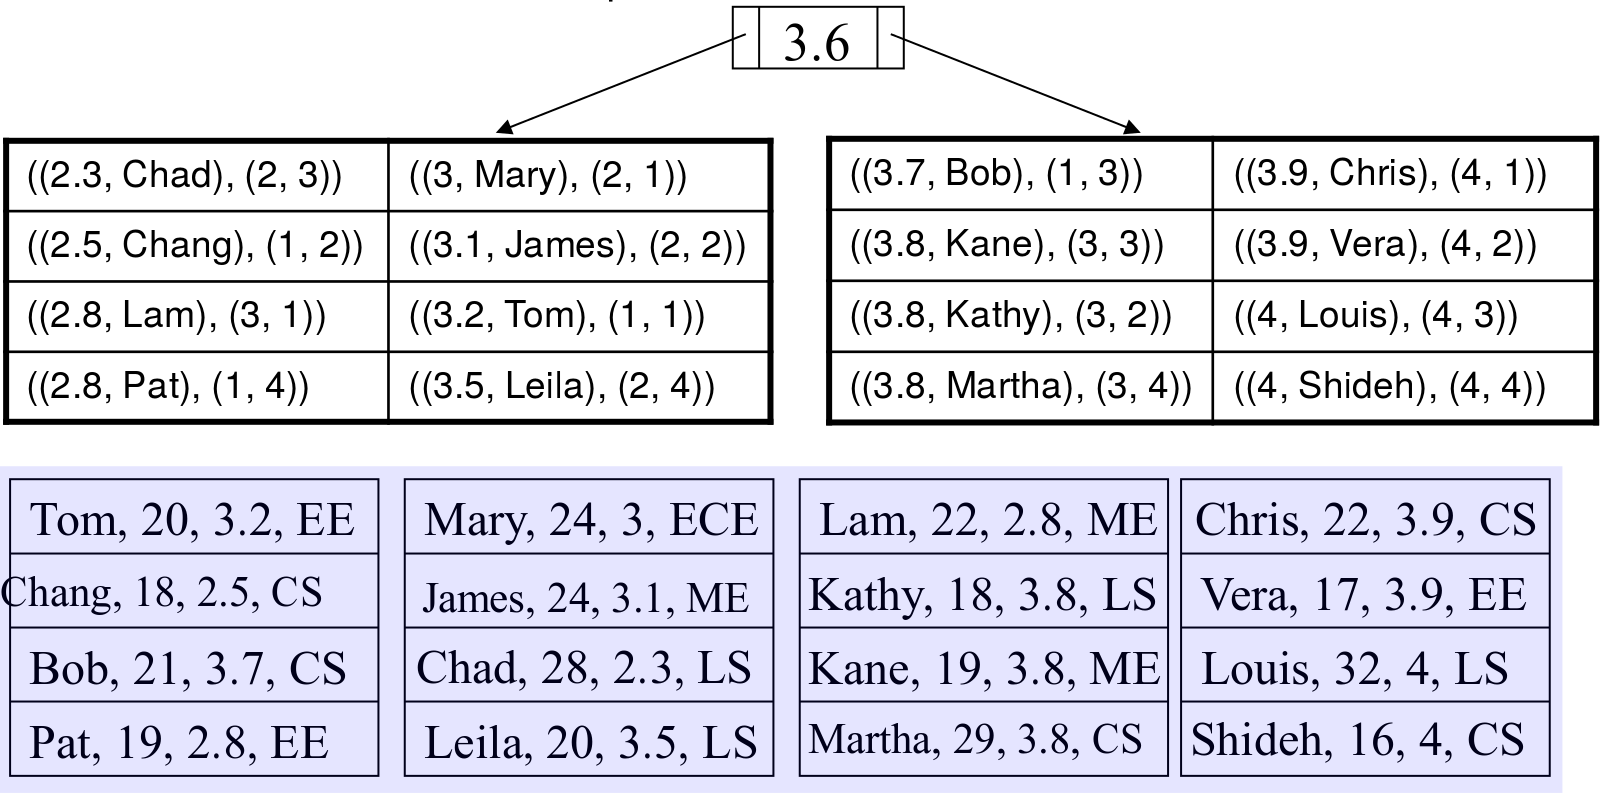 3.6
((2.3, Chad), (2, 3)) ((3, Mary), (2, 1))
((2.5, Chang), (1, 2)) ((3.1, James), (2, 2))
((2.8, Lam), (3, 1)) ((3.2, Tom), (1, 1))
((2.8, Pat), (1, 4)) ((3.5, Leila), (2, 4))
((3.7, Bob), (1, 3)) ((3.9, Chris), (4, 1))
((3.8, Kane), (3, 3)) ((3.9, Vera), (4, 2))
((3.8, Kathy), (3, 2)) ((4, Louis), (4, 3))
((3.8, Martha), (3, 4)) ((4, Shideh), (4, 4))
Tom, 20, 3.2, EE
Chang, 18, 2.5, CS
Bob, 21, 3.7, CS
Pat, 19, 2.8, EE
Mary, 24, 3, ECE
James, 24, 3.1, ME
Chad, 28, 2.3, LS
Leila, 20, 3.5, LS
Lam, 22, 2.8, ME
Kathy, 18, 3.8, LS
Kane, 19, 3.8, ME
Martha, 29, 3.8, CS
Chris, 22, 3.9, CS
Vera, 17, 3.9, EE
Louis, 32, 4, LS
Shideh, 16, 4, CS